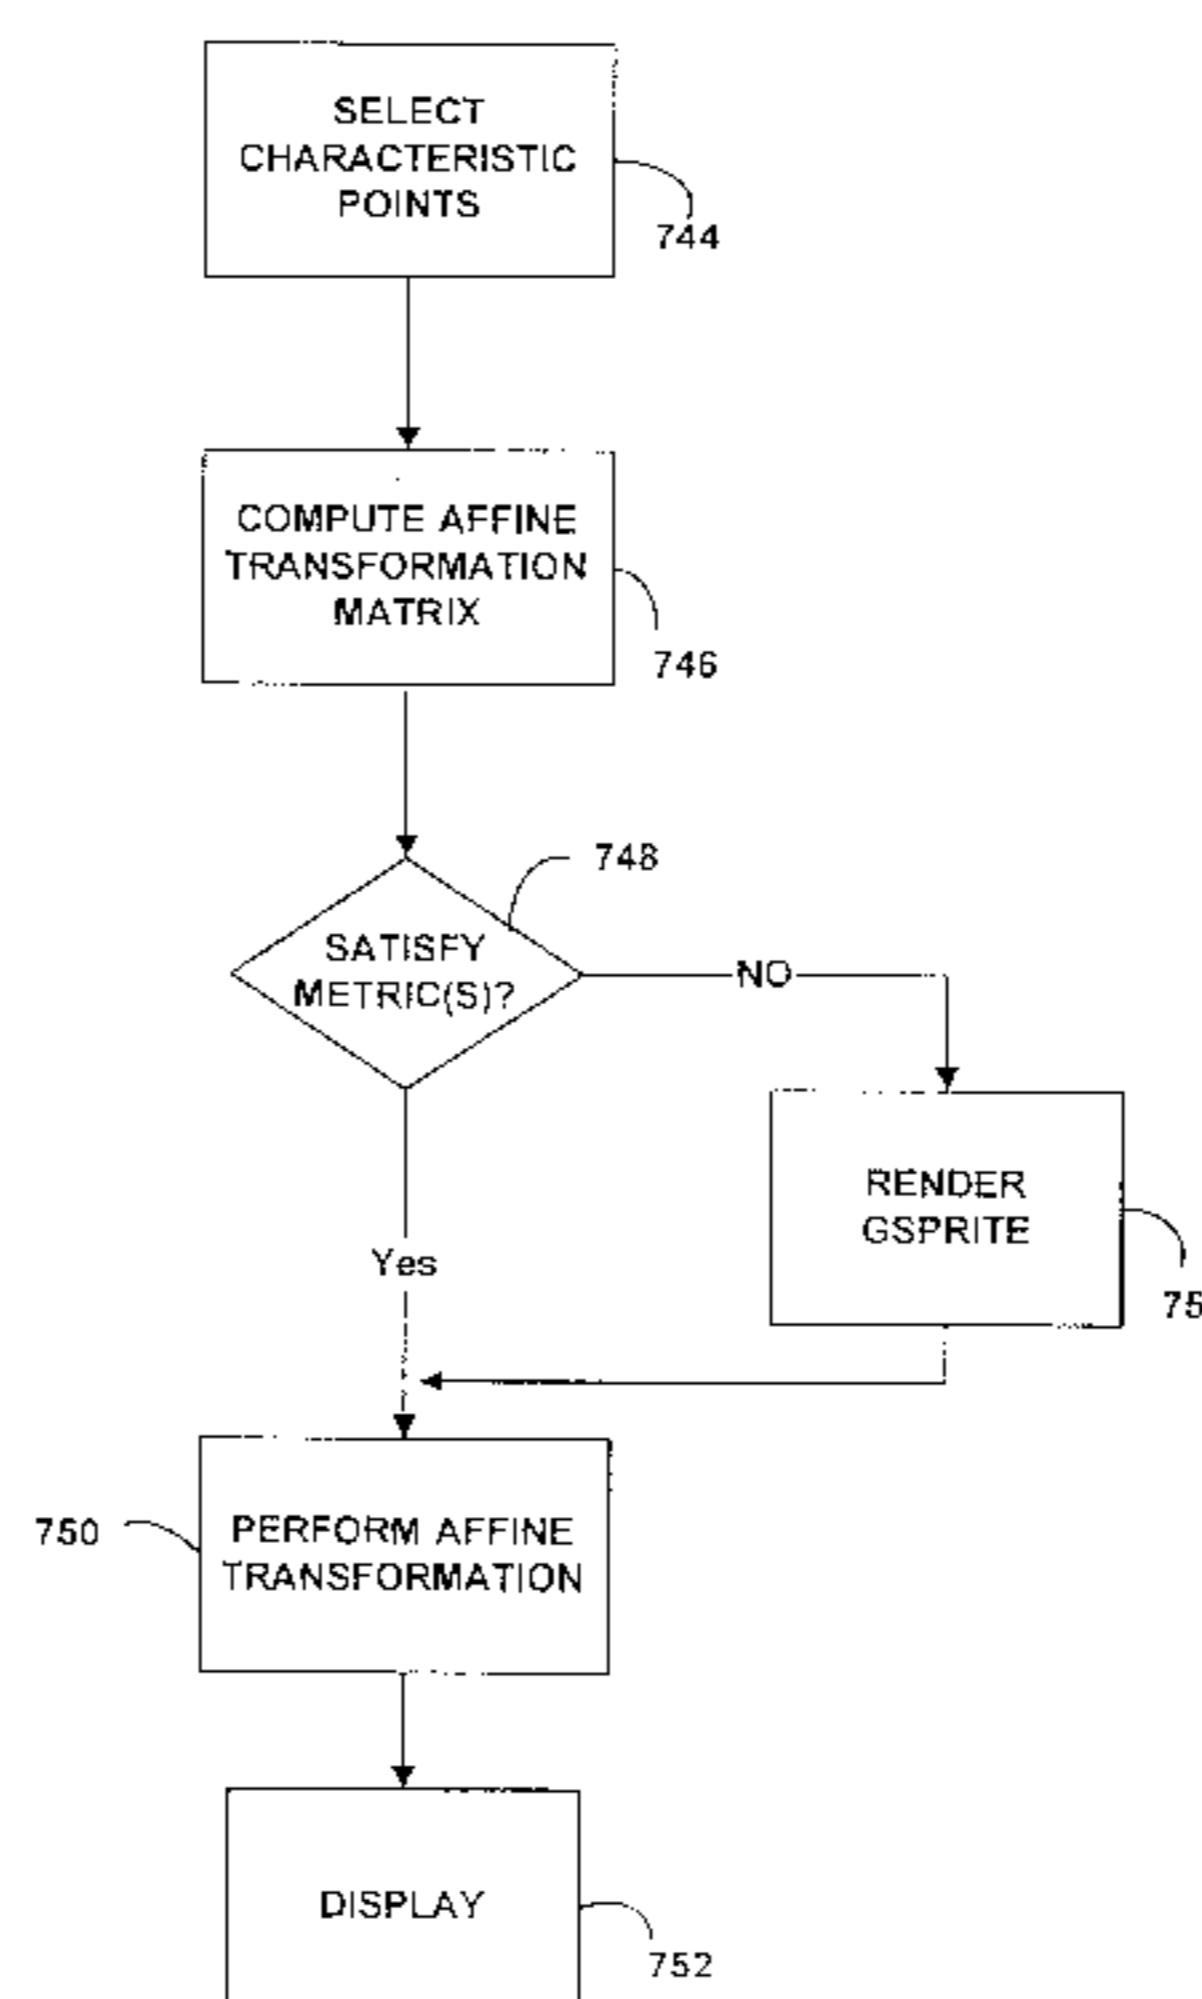 SELECT
CHARACTERISTIC
POINTS
744
COMPUTE AFFINE
TRANSFORMATION
MATRIX
746
748
SATISFY
METRIC(S)?
NO
RENDER
GSPRITE
75
Yes
750
PERFORM AFFINE
TRANSFORMATION
DISPLAY
752